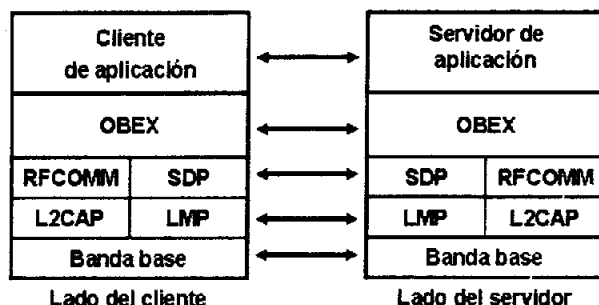 Cliente
de aplicación
Servidor de
aplicación
OBEX
OBEX
RFCOMM SDP
SDP RFCOMM
L2CAP LMP
LMP L2CAP
Banda base
Banda base
Lado del cliente
Lado del servidor